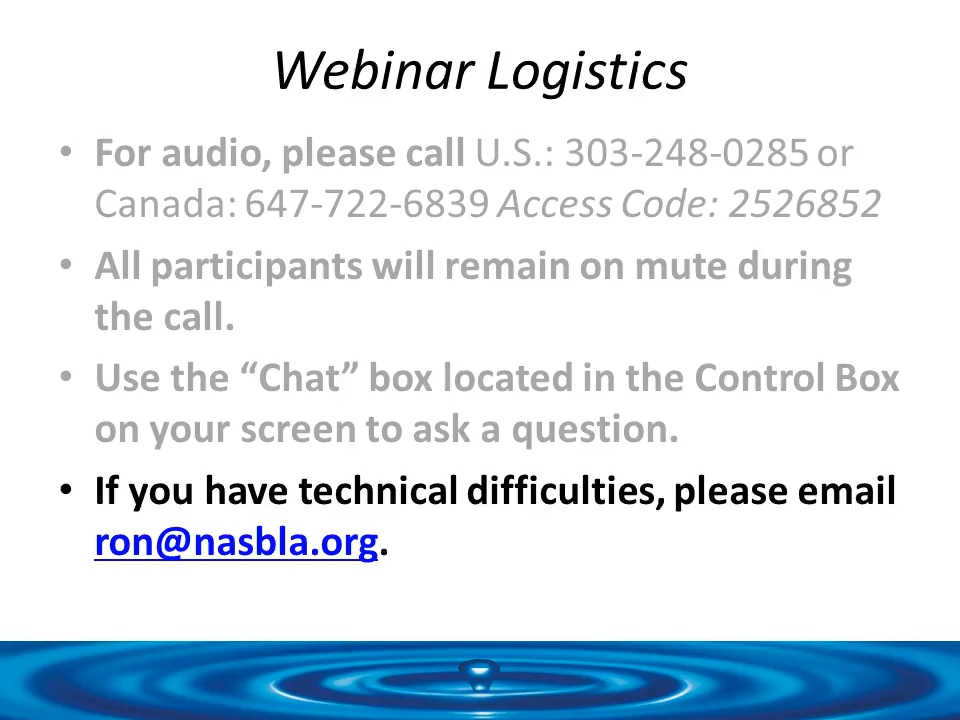 Webinar Logistics
• For audio, please call U.S.: 303-248-0285 or
Canada: 647-722-6839 Access Code: 2526852
• All participants will remain on mute during
the call.
• Use the “Chat” box located in the Control Box
on your screen to ask a question.
• If you have technical difficulties, please email
ron@nasbla.org.